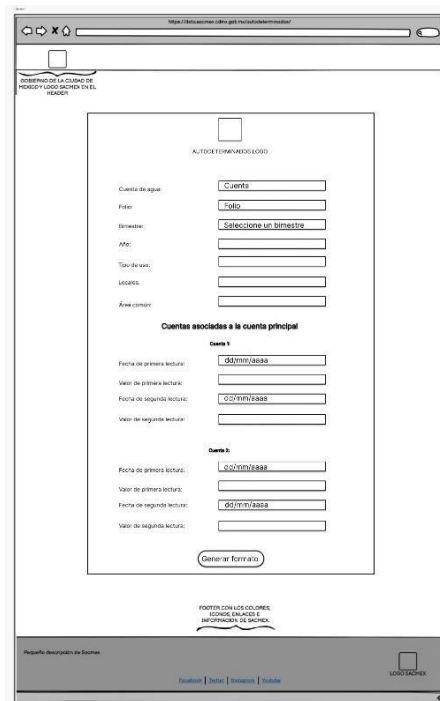 https://data.sacmex.cdmx.gob.mx/autodeterminados/
GOBIERNO DE LA CIUDAD DE
MEXICO Y LOGO SACMEX EN EL
HEADER
AUTODETERMINADOS LOGO
Cuenta de agua: Cuenta
Folio: Folio
Bimestre: Seleccione un bimestre
Año:
Tipo de uso:
Locales:
Área común:
Cuentas asociadas a la cuenta principal
Cuenta 1:
Fecha de primera lectura: dd/mm/aaaa
Valor de primera lectura:
Fecha de segunda lectura: dd/mm/aaaa
Valor de segunda lectura:
Cuenta 2:
Fecha de primera lectura: dd/mm/aaaa
Valor de primera lectura:
Fecha de segunda lectura: dd/mm/aaaa
Valor de segunda lectura:
Generar formato
FOOTER CON LOS COLORES,
ICONOS, ENLACES E
INFORMACIÓN DE SACMEX
Pequeña descripción de Sacmex
LOGO SACMEX
Facebook | Twitter | Instagram | Youtube